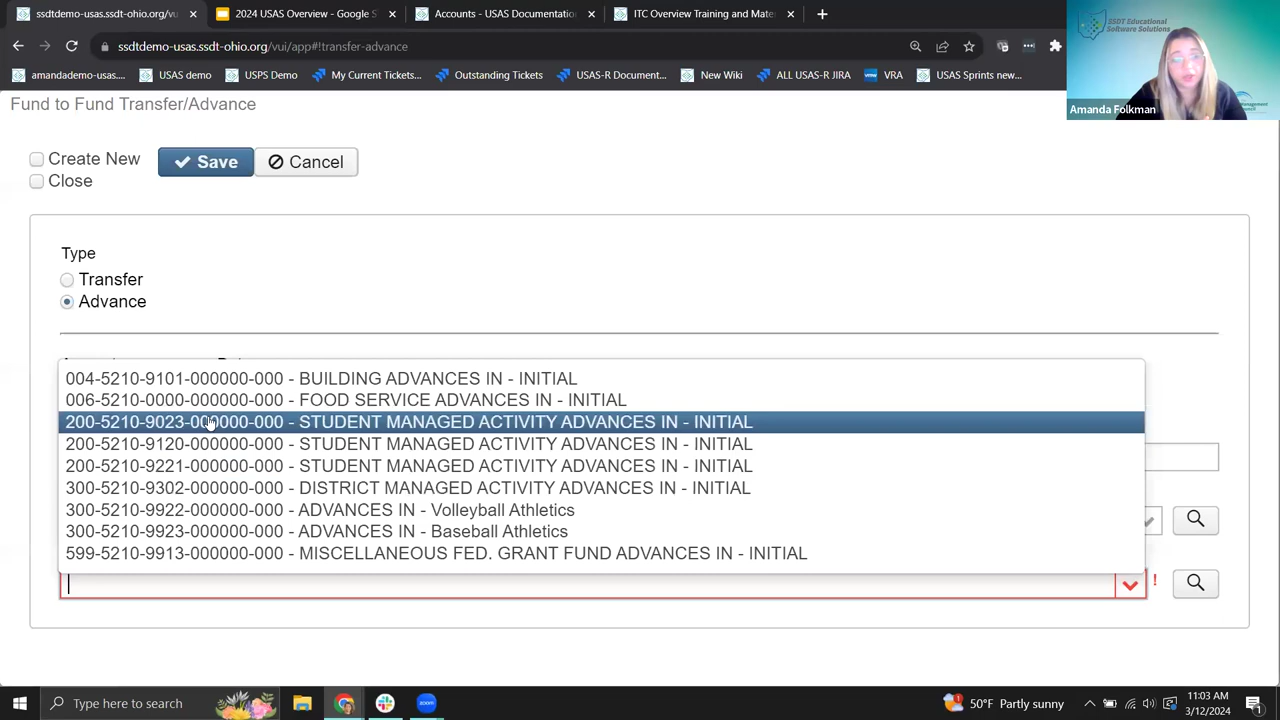 ssdtdemo-usas.ssdt-ohio.org/vu
2024 USAS Overview - Google S
Accounts - USAS Documentation
ITC Overview Training and Mate
ssdtdemo-usas.ssdt-ohio.org/vui/app#!transfer-advance
amandademo-usas...
USAS demo
USPS Demo
My Current Tickets...
Outstanding Tickets
USAS-R Document...
New Wiki
ALL USAS-R JIRA
vmw
VRA
USAS Sprints new...
SSDT Educational
Software Solutions
Amanda Folkman
Fund to Fund Transfer/Advance
Create New
Save
Cancel
Close
Type
Transfer
Advance
004-5210-9101-000000-000 - BUILDING ADVANCES IN - INITIAL
006-5210-0000-000000-000 - FOOD SERVICE ADVANCES IN - INITIAL
200-5210-9023-000000-000 - STUDENT MANAGED ACTIVITY ADVANCES IN - INITIAL
200-5210-9120-000000-000 - STUDENT MANAGED ACTIVITY ADVANCES IN - INITIAL
200-5210-9221-000000-000 - STUDENT MANAGED ACTIVITY ADVANCES IN - INITIAL
300-5210-9302-000000-000 - DISTRICT MANAGED ACTIVITY ADVANCES IN - INITIAL
300-5210-9922-000000-000 - ADVANCES IN - Volleyball Athletics
300-5210-9923-000000-000 - ADVANCES IN - Baseball Athletics
599-5210-9913-000000-000 - MISCELLANEOUS FED. GRANT FUND ADVANCES IN - INITIAL
!
Type here to search
zoom
1
50°F Partly sunny
11:03 AM
3/12/2024
1